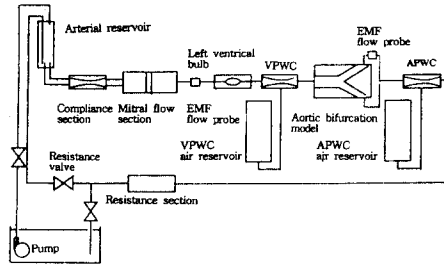 Arterial reservoir
EMF
flow probe
Left ventrical
bulb
VPWC
APWC
Compliance
section
Mitral flow
section
EMF
flow probe
Aortic bifurcation
model
VPWC
air reservoir
APWC
air reservoir
Resistance
valve
Resistance section
Pump